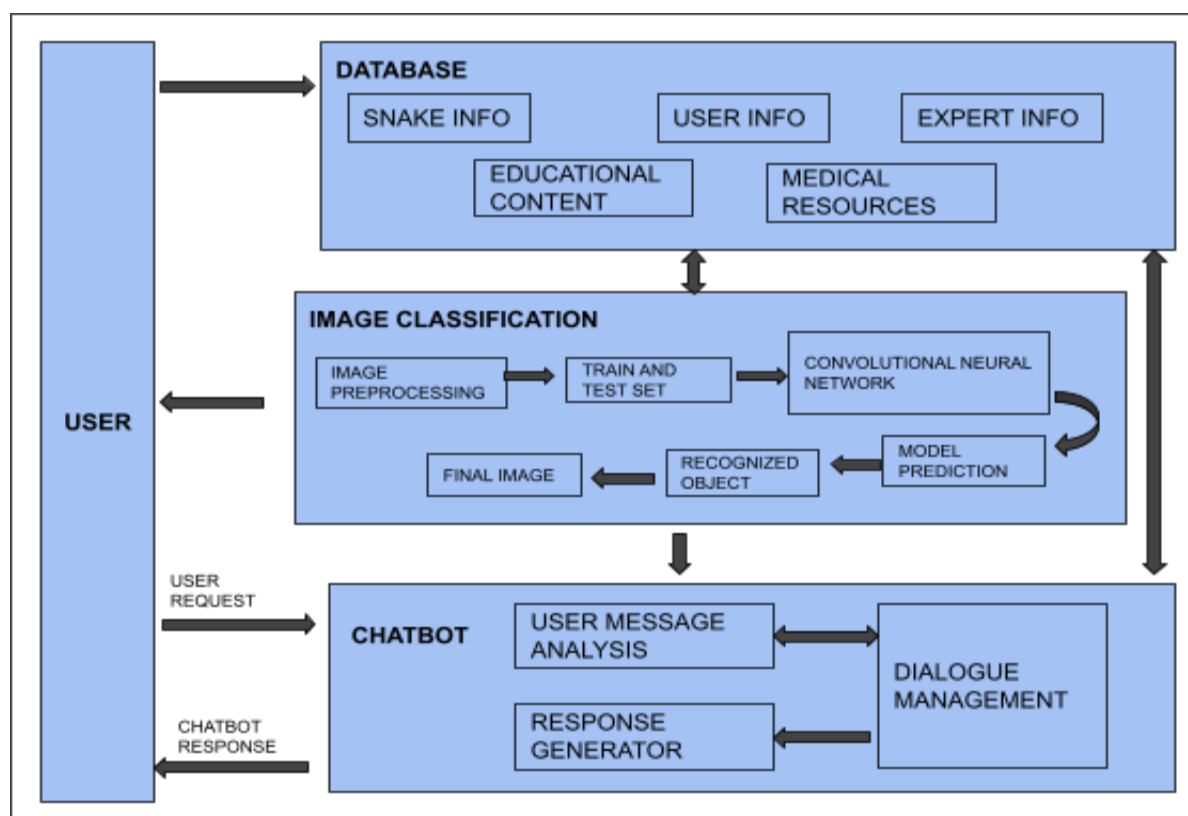 DATABASE
SNAKE INFO
USER INFO
EXPERT INFO
EDUCATIONAL
CONTENT
MEDICAL
RESOURCES
IMAGE CLASSIFICATION
IMAGE
PREPROCESSING
TRAIN AND
TEST SET
CONVOLUTIONAL NEURAL
NETWORK
USER
FINAL IMAGE
RECOGNIZED
OBJECT
MODEL
PREDICTION
USER
REQUEST
CHATBOT
USER MESSAGE
ANALYSIS
DIALOGUE
MANAGEMENT
CHATBOT
RESPONSE
RESPONSE
GENERATOR